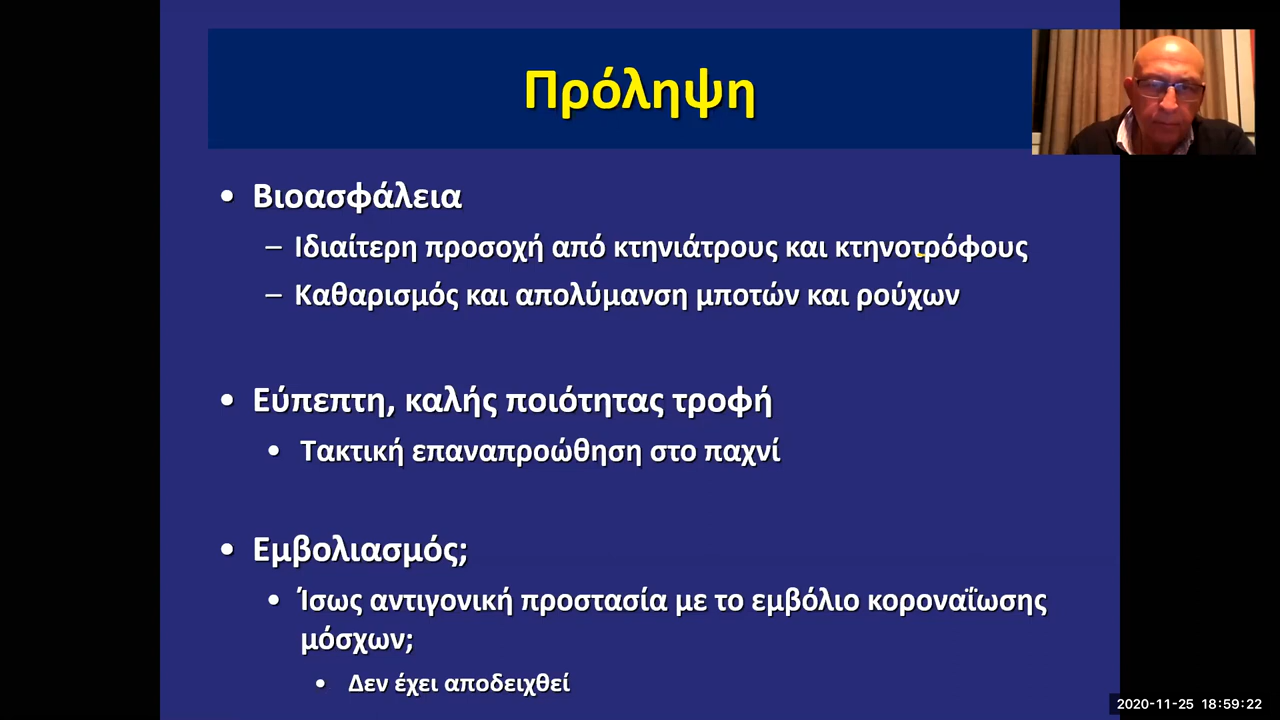 Πρόληψη
• Βιοασφάλεια
– Ιδιαίτερη προσοχή από κτηνιάτρους και κτηνοτρόφους
– Καθαρισμός και απολύμανση μποτών και ρούχων
• Εύπεπτη, καλής ποιότητας τροφή
• Τακτική επαναπροώθηση στο παχνί
• Εμβολιασμός;
• Ίσως αντιγονική προστασία με το εμβόλιο κοροναΐωσης
μόσχων;
• Δεν έχει αποδειχθεί
2020-11-25 18:59:22